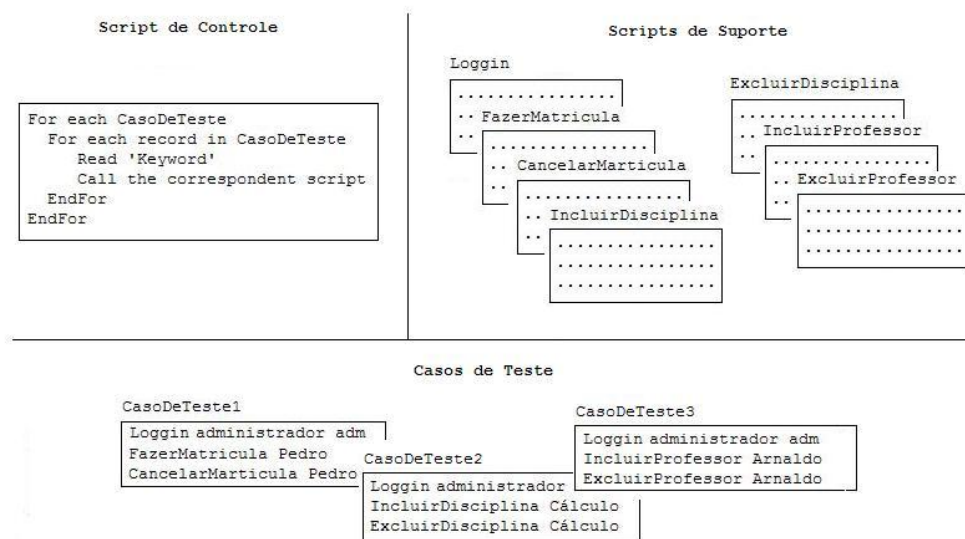 Script de Controle
For each CasoDeTeste
For each record in CasoDeTeste
Read 'Keyword'
Call the correspondent script
EndFor
EndFor
Scripts de Suporte
Loggin
................
.. FazerMatricula
..
................
.. CancelarMarticula
..
................
.. IncluirDisciplina
..
................
................
................
ExcluirDisciplina
................
.. IncluirProfessor
..
................
.. ExcluirProfessor
..
................
................
................
Casos de Teste
CasoDeTeste1
Loggin administrador adm
FazerMatricula Pedro
CancelarMarticula Pedro
CasoDeTeste2
Loggin administrador
IncluirDisciplina Cálculo
ExcluirDisciplina Cálculo
CasoDeTeste3
Loggin administrador adm
IncluirProfessor Arnaldo
ExcluirProfessor Arnaldo